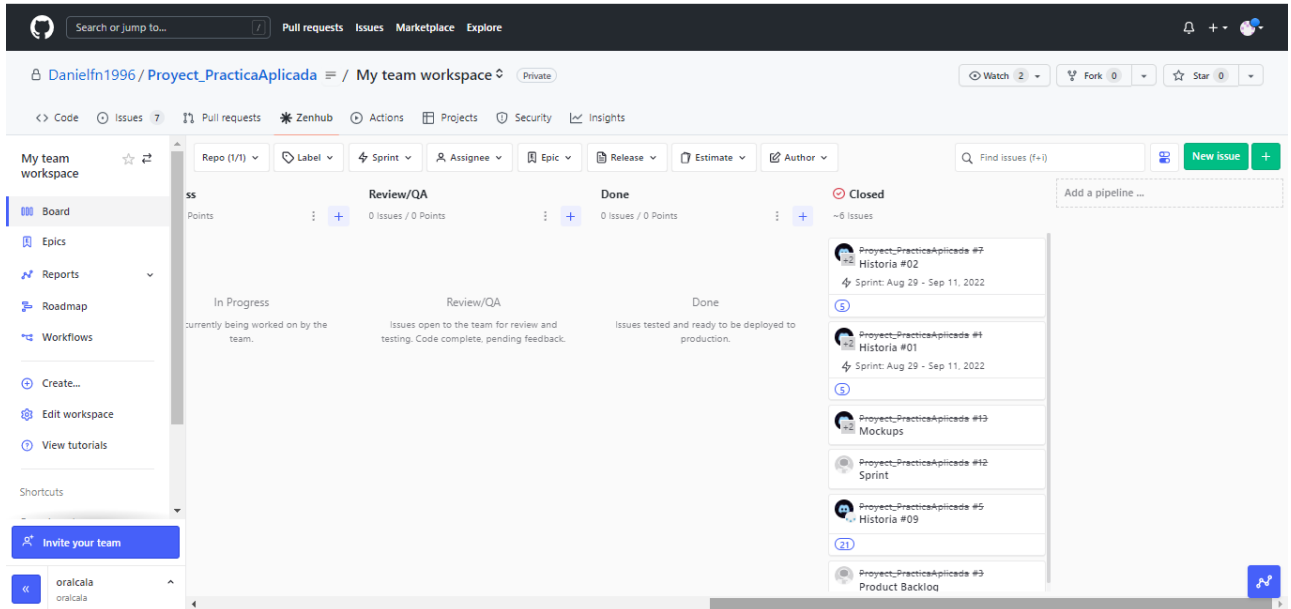 Search or jump to... / Pull requests Issues Marketplace Explore
Danielfn1996 / Proyect_PracticaAplicada / My team workspace Private
Watch 2 Fork 0 Star 0
Code Issues 7 Pull requests Zenhub Actions Projects Security Insights
My team workspace
Repo (1/1) Label Sprint Assignee Epic Release Estimate Author Find issues (f+i) New issue +
Board
Epics
Reports
Roadmap
Workflows
Create...
Edit workspace
View tutorials
Shortcuts
Invite your team
oralcala
oralcala
ss
Points
In Progress
currently being worked on by the
team.
Review/QA
0 Issues / 0 Points
Review/QA
Issues open to the team for review and
testing. Code complete, pending feedback.
Done
0 Issues / 0 Points
Done
Issues tested and ready to be deployed to
production.
Closed
~6 Issues
Proyect_PracticaAplicada #7
+2
Historia #02
Sprint: Aug 29 - Sep 11, 2022
5
Proyect_PracticaAplicada #1
+2
Historia #01
Sprint: Aug 29 - Sep 11, 2022
5
Proyect_PracticaAplicada #13
+2
Mockups
Proyect_PracticaAplicada #12
Sprint
Proyect_PracticaAplicada #5
Historia #09
21
Proyect_PracticaAplicada #3
Product Backlog
Add a pipeline ...